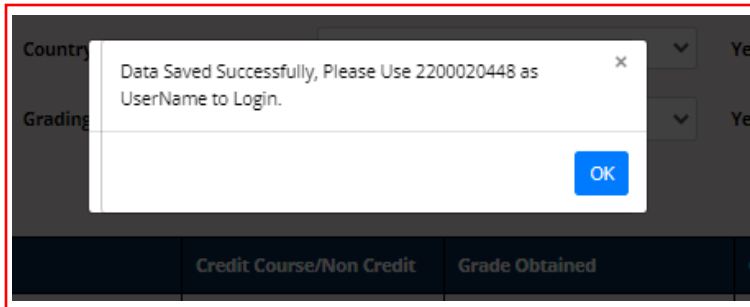 Country
Ye
Data Saved Successfully, Please Use 2200020448 as
×
UserName to Login.
Grading
Ye
OK
Credit Course/Non Credit
Grade Obtained